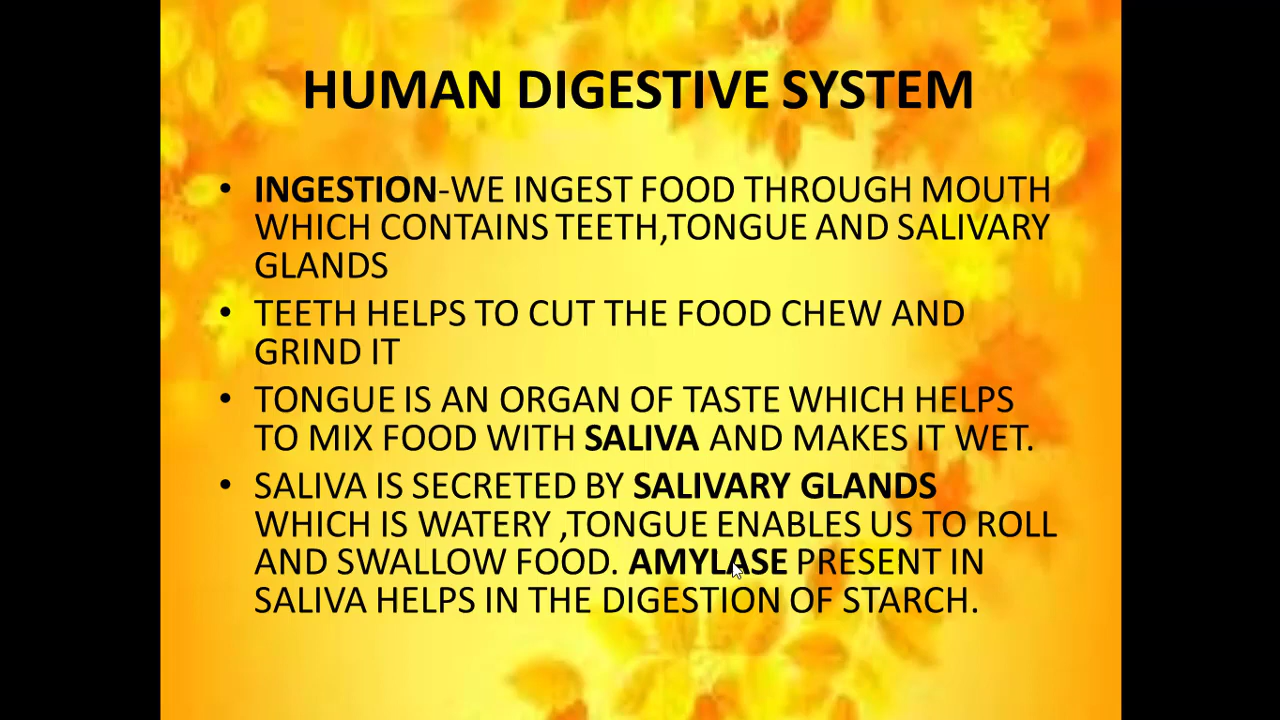 HUMAN DIGESTIVE SYSTEM
• INGESTION-WE INGEST FOOD THROUGH MOUTH
WHICH CONTAINS TEETH,TONGUE AND SALIVARY
GLANDS
• TEETH HELPS TO CUT THE FOOD CHEW AND
GRIND IT
• TONGUE IS AN ORGAN OF TASTE WHICH HELPS
TO MIX FOOD WITH SALIVA AND MAKES IT WET.
• SALIVA IS SECRETED BY SALIVARY GLANDS
WHICH IS WATERY ,TONGUE ENABLES US TO ROLL
AND SWALLOW FOOD. AMYLASE PRESENT IN
SALIVA HELPS IN THE DIGESTION OF STARCH.